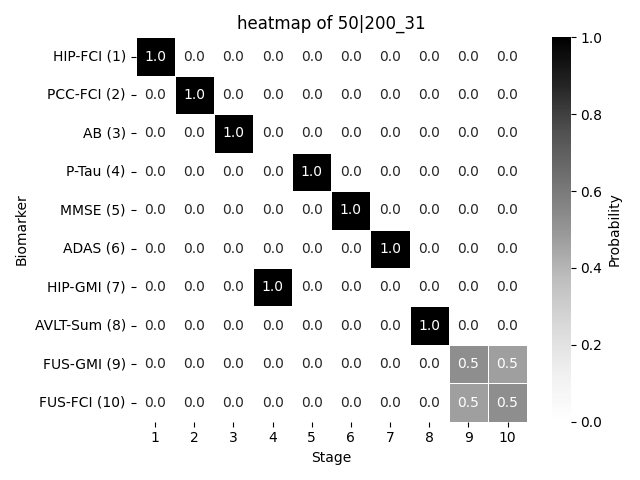 heatmap of 50|200_31
HIP-FCI (1) 1.0 0.0 0.0 0.0 0.0 0.0 0.0 0.0 0.0 0.0
PCC-FCI (2) 0.0 1.0 0.0 0.0 0.0 0.0 0.0 0.0 0.0 0.0
AB (3) 0.0 0.0 1.0 0.0 0.0 0.0 0.0 0.0 0.0 0.0
P-Tau (4) 0.0 0.0 0.0 0.0 1.0 0.0 0.0 0.0 0.0 0.0
MMSE (5) 0.0 0.0 0.0 0.0 0.0 1.0 0.0 0.0 0.0 0.0
ADAS (6) 0.0 0.0 0.0 0.0 0.0 0.0 1.0 0.0 0.0 0.0
HIP-GMI (7) 0.0 0.0 0.0 1.0 0.0 0.0 0.0 0.0 0.0 0.0
AVLT-Sum (8) 0.0 0.0 0.0 0.0 0.0 0.0 0.0 1.0 0.0 0.0
FUS-GMI (9) 0.0 0.0 0.0 0.0 0.0 0.0 0.0 0.0 0.5 0.5
FUS-FCI (10) 0.0 0.0 0.0 0.0 0.0 0.0 0.0 0.0 0.5 0.5
1 2 3 4 5 6 7 8 9 10
Stage
Biomarker
1.0
0.8
0.6
0.4
0.2
0.0
Probability